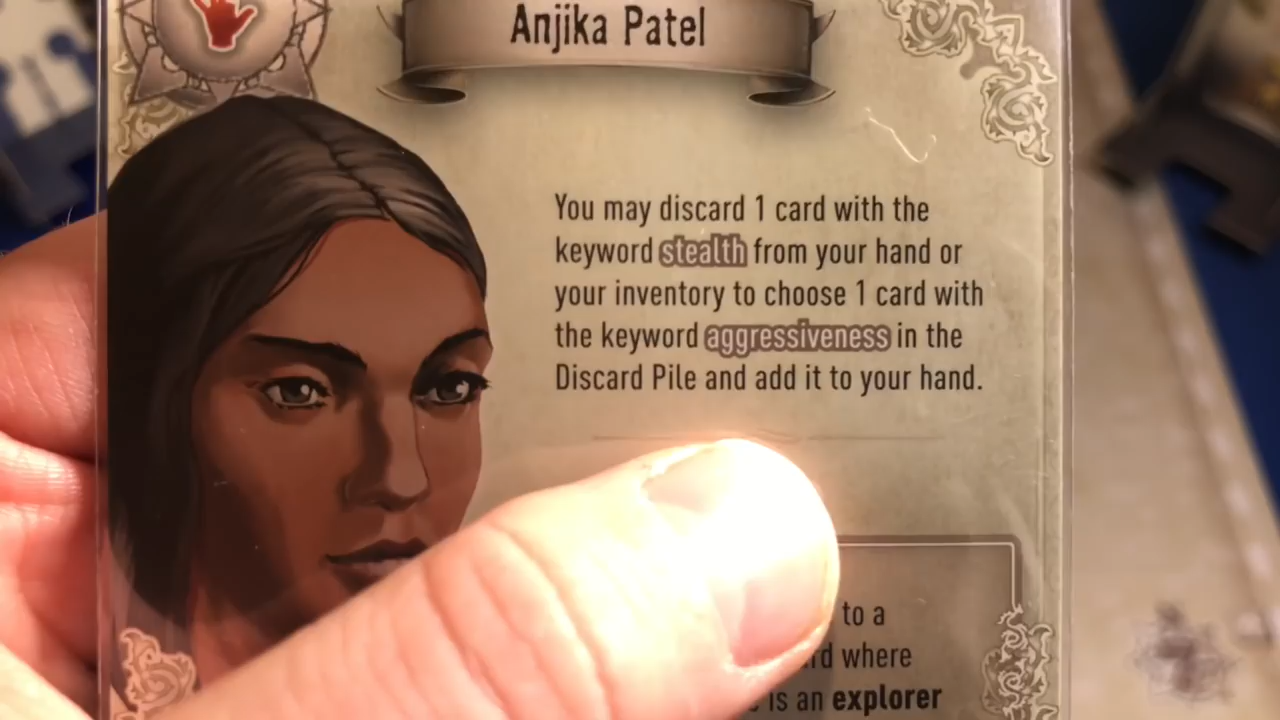 Anjika Patel
You may discard 1 card with the
keyword stealth from your hand or
your inventory to choose 1 card with
the keyword aggressiveness in the
Discard Pile and add it to your hand.
to a
where
is an explorer